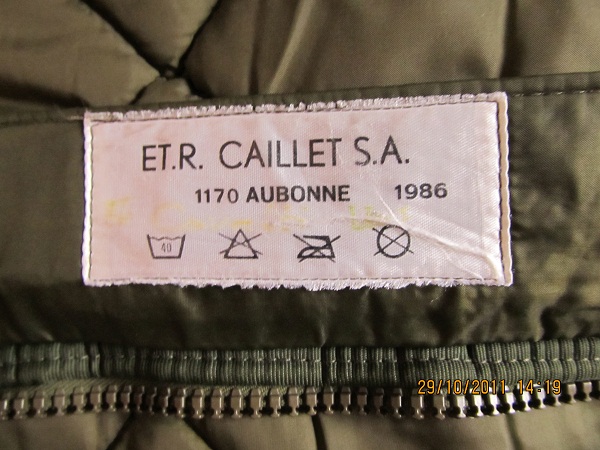 ET.R. CAILLET S.A.
1170 AUBONNE 1986
40
29/10/2011 14:19